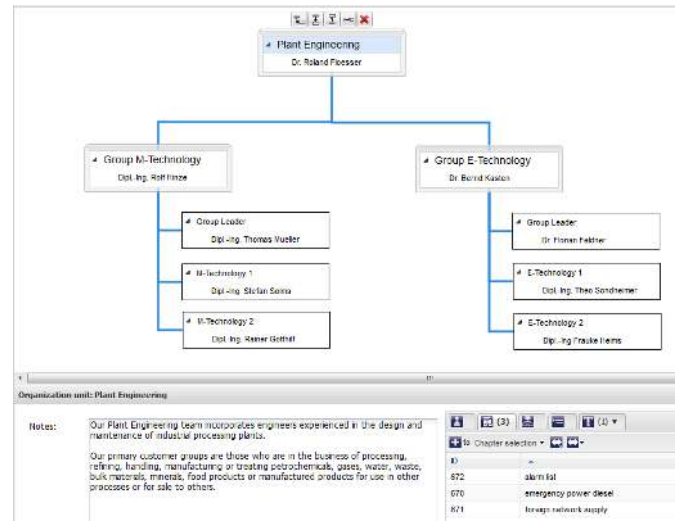 Plant Engineering
Dr. Roland Floesser
Group M-Technology
Dipl.-Ing. Rolf Hinze
Group E-Technology
Dr. Bernd Kasten
Group Leader
Dipl.-Ing. Thomas Mueller
Group Leader
Dr. Florian Feldner
M-Technology 1
Dipl.-Ing. Stefan
E-Technology 1
Dipl.-Ing. Theo Sondheimer
M-Technology 2
Dipl.-Ing. Rainer Gotthilf
E-Technology 2
Dipl.-Ing Frauke Heims
Organization unit: Plant Engineering
Notes:
Our Plant Engineering team incorporates engineers experienced in the design and
maintenance of industrial processing plants.
Our primary customer groups are those who are in the business of processing,
refining, handling, manufacturing or treating petrochemicals, gases, water, waste,
bulk materials, minerals, food products or manufactured products for use in other
processes or for sale to others.
(3)
(1)
to Chapter selection
ID
672
alarm list
670
emergency power diesel
671
foreign network supply